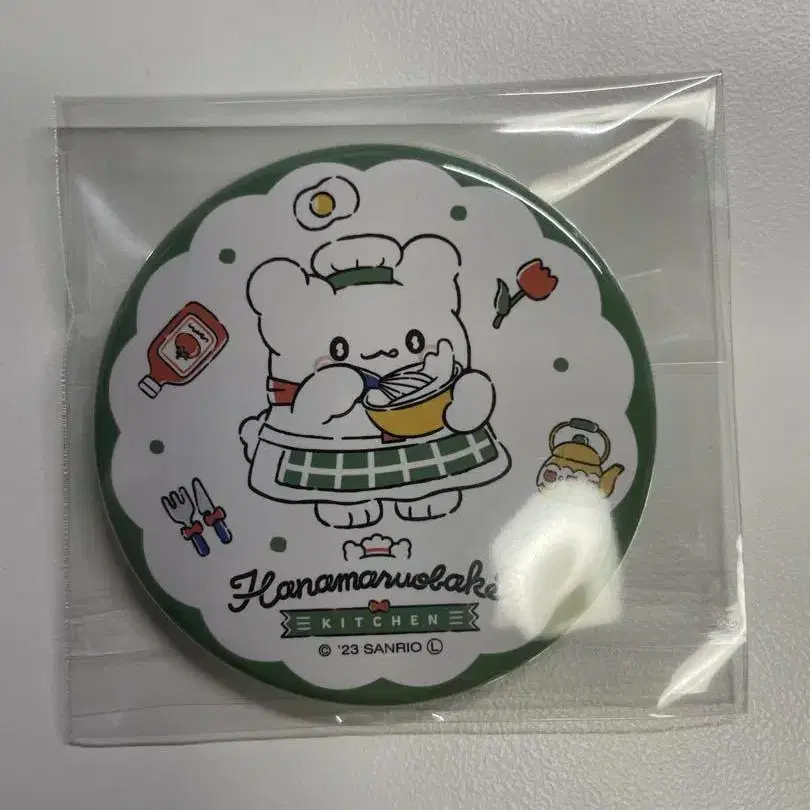 Hanamaruobake
KITCHEN
© '23 SANRIO Ⓛ